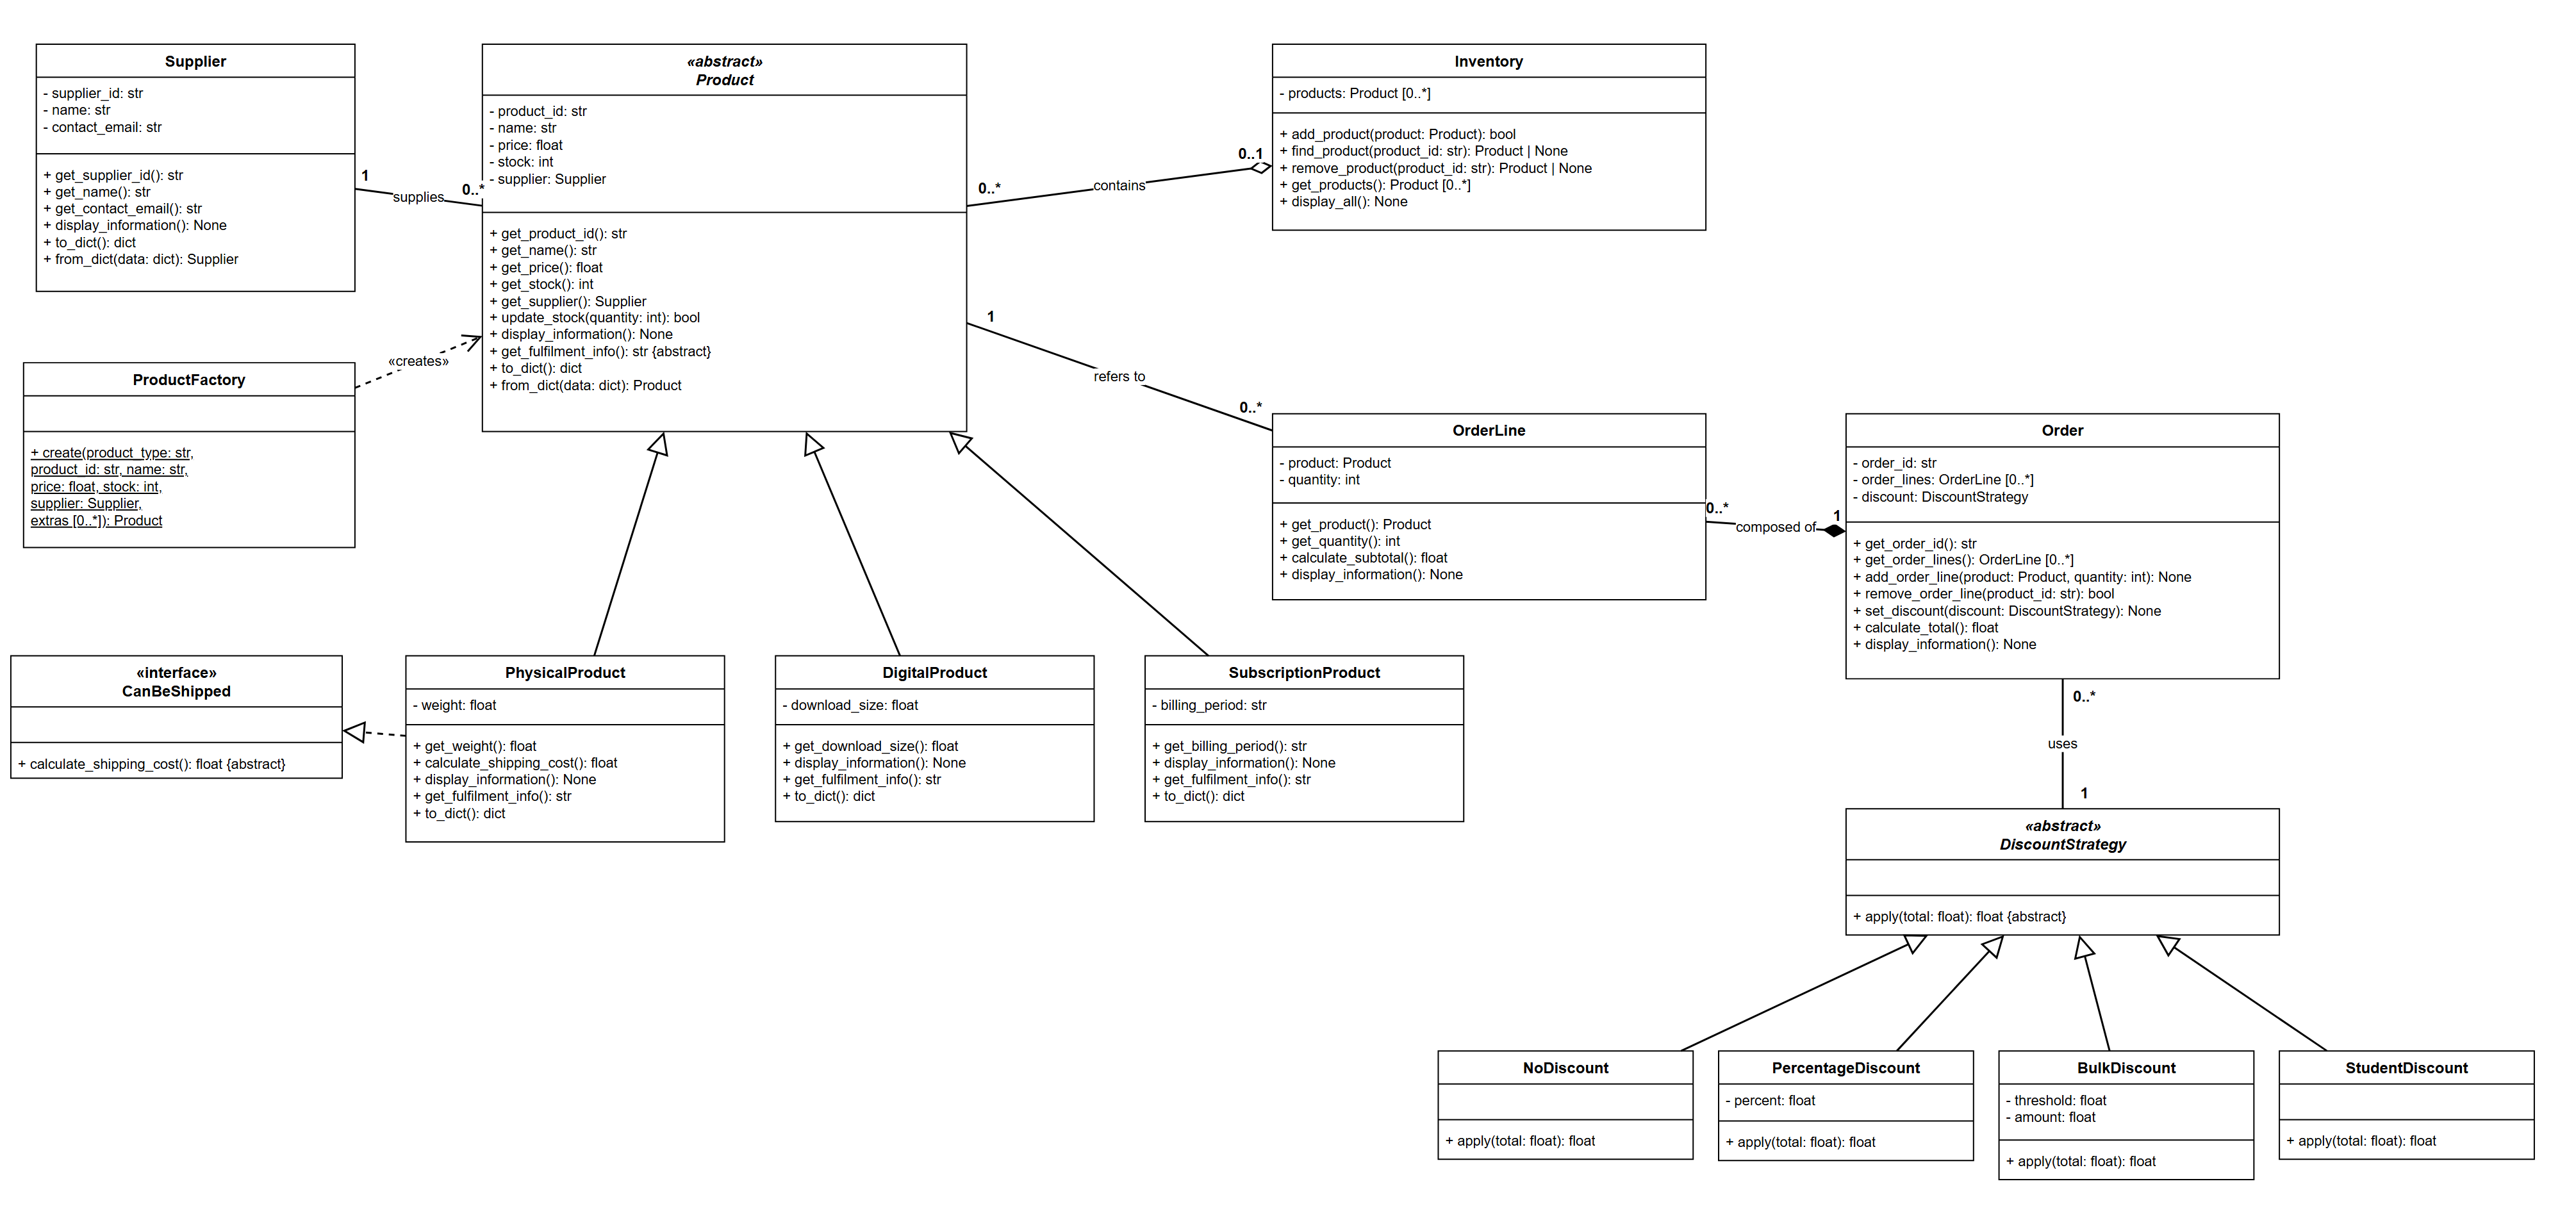 Supplier
- supplier_id: str
- name: str
- contact_email: str
+ get_supplier_id(): str
+ get_name(): str
+ get_contact_email(): str
+ display_information(): None
+ to_dict(): dict
+ from_dict(data: dict): Supplier
1
supplies
0..*
«abstract»
Product
- product_id: str
- name: str
- price: float
- stock: int
- supplier: Supplier
+ get_product_id(): str
+ get_name(): str
+ get_price(): float
+ get_stock(): int
+ get_supplier(): Supplier
+ update_stock(quantity: int): bool
+ display_information(): None
+ get_fulfilment_info(): str {abstract}
+ to_dict(): dict
+ from_dict(data: dict): Product
0..*
contains
0..1
Inventory
- products: Product [0..*]
+ add_product(product: Product): bool
+ find_product(product_id: str): Product | None
+ remove_product(product_id: str): Product | None
+ get_products(): Product [0..*]
+ display_all(): None
«creates»
ProductFactory
+ create(product_type: str,
product_id: str, name: str,
price: float, stock: int,
supplier: Supplier,
extras [0..*]): Product
1
refers to
0..*
OrderLine
- product: Product
- quantity: int
+ get_product(): Product
+ get_quantity(): int
+ calculate_subtotal(): float
+ display_information(): None
0..*
composed of
1
Order
- order_id: str
- order_lines: OrderLine [0..*]
- discount: DiscountStrategy
+ get_order_id(): str
+ get_order_lines(): OrderLine [0..*]
+ add_order_line(product: Product, quantity: int): None
+ remove_order_line(product_id: str): bool
+ set_discount(discount: DiscountStrategy): None
+ calculate_total(): float
+ display_information(): None
«interface»
CanBeShipped
+ calculate_shipping_cost(): float {abstract}
PhysicalProduct
- weight: float
+ get_weight(): float
+ calculate_shipping_cost(): float
+ display_information(): None
+ get_fulfilment_info(): str
+ to_dict(): dict
DigitalProduct
- download_size: float
+ get_download_size(): float
+ display_information(): None
+ get_fulfilment_info(): str
+ to_dict(): dict
SubscriptionProduct
- billing_period: str
+ get_billing_period(): str
+ display_information(): None
+ get_fulfilment_info(): str
+ to_dict(): dict
0..*
uses
1
«abstract»
DiscountStrategy
+ apply(total: float): float {abstract}
NoDiscount
+ apply(total: float): float
PercentageDiscount
- percent: float
+ apply(total: float): float
BulkDiscount
- threshold: float
- amount: float
+ apply(total: float): float
StudentDiscount
+ apply(total: float): float